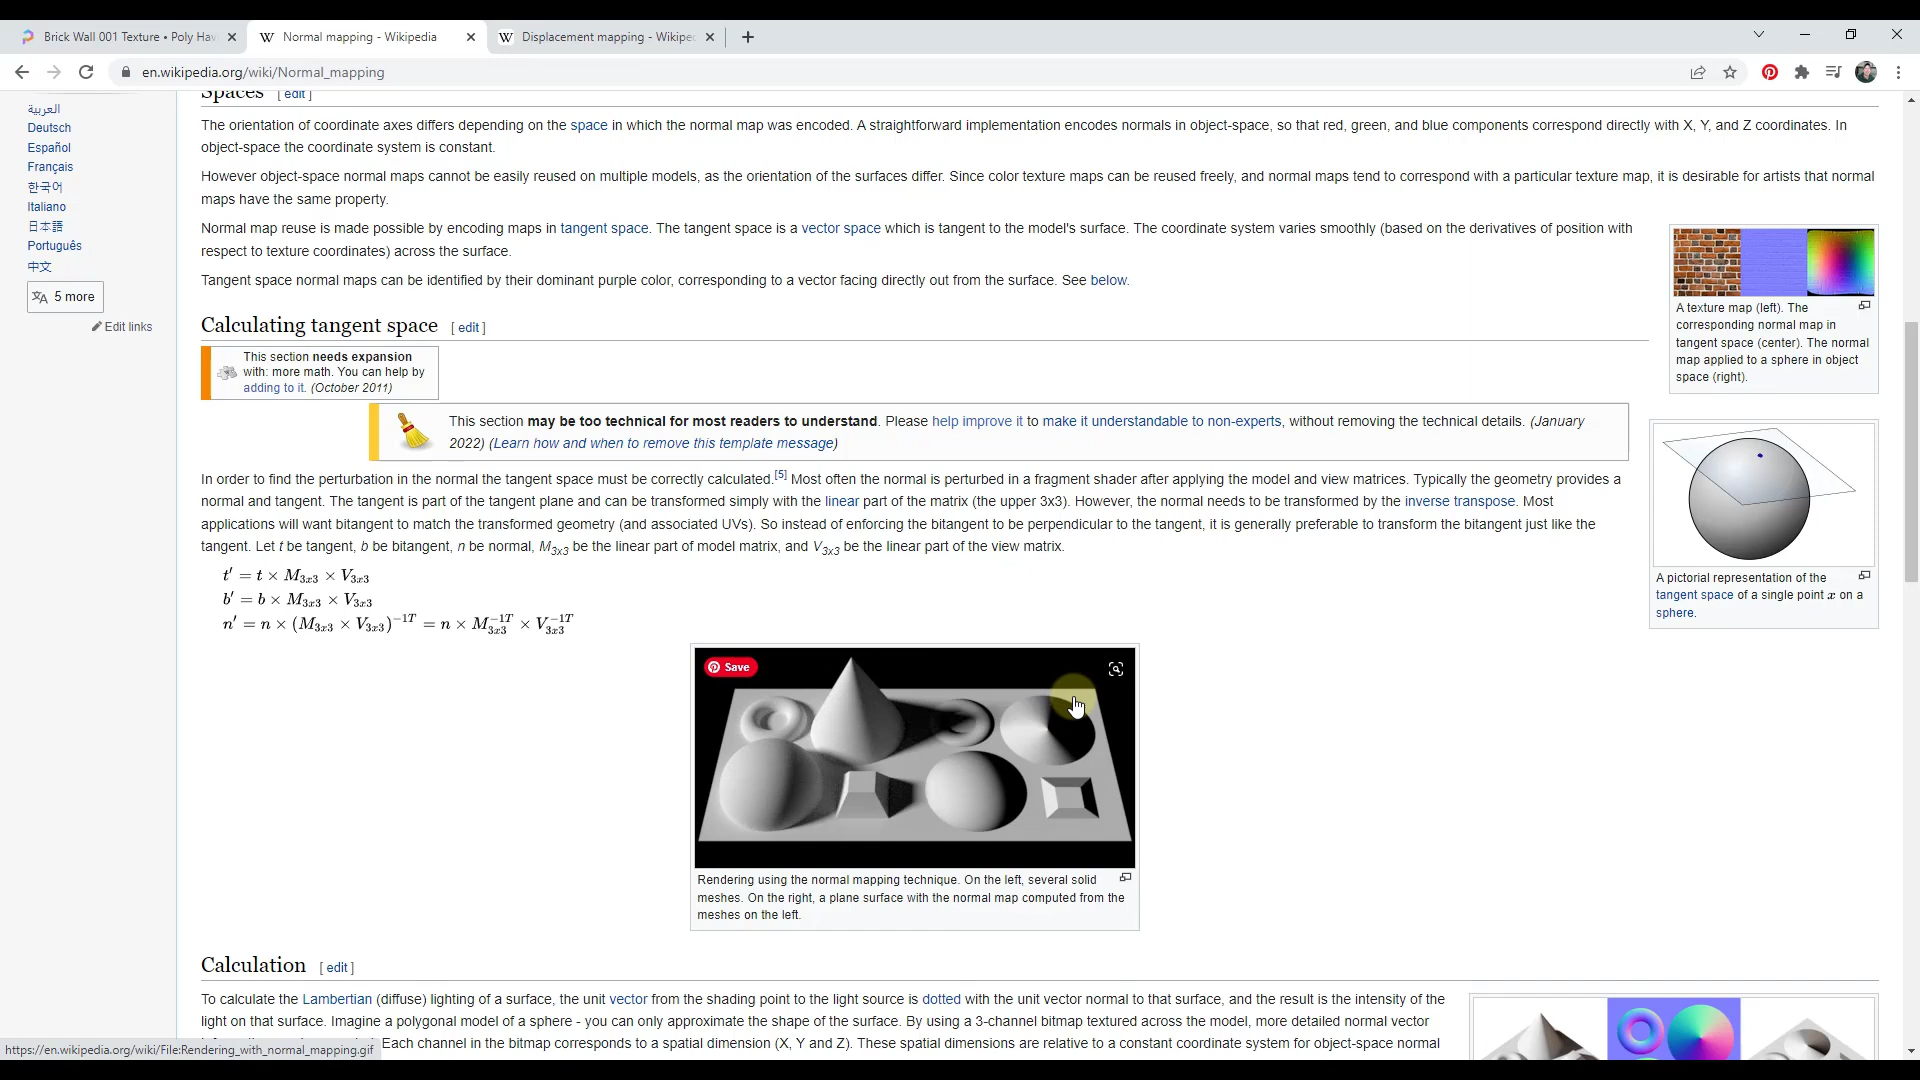 Brick Wall 001 Texture • Poly Hav
Normal mapping - Wikipedia
Displacement mapping - Wikipe
en.wikipedia.org/wiki/Normal_mapping
العربية
Deutsch
Español
Français
한국어
Italiano
日本語
Português
中文
5 more
Edit links
Spaces [ edit ]
The orientation of coordinate axes differs depending on the space in which the normal map was encoded. A straightforward implementation encodes normals in object-space, so that red, green, and blue components correspond directly with X, Y, and Z coordinates. In
object-space the coordinate system is constant.
However object-space normal maps cannot be easily reused on multiple models, as the orientation of the surfaces differ. Since color texture maps can be reused freely, and normal maps tend to correspond with a particular texture map, it is desirable for artists that normal
maps have the same property.
Normal map reuse is made possible by encoding maps in tangent space. The tangent space is a vector space which is tangent to the model's surface. The coordinate system varies smoothly (based on the derivatives of position with
respect to texture coordinates) across the surface.
Tangent space normal maps can be identified by their dominant purple color, corresponding to a vector facing directly out from the surface. See below.
A texture map (left). The
corresponding normal map in
tangent space (center). The normal
map applied to a sphere in object
space (right).
Calculating tangent space [ edit ]
This section needs expansion
with: more math. You can help by
adding to it. (October 2011)
This section may be too technical for most readers to understand. Please help improve it to make it understandable to non-experts, without removing the technical details. (January
2022) (Learn how and when to remove this template message)
In order to find the perturbation in the normal the tangent space must be correctly calculated.[5] Most often the normal is perturbed in a fragment shader after applying the model and view matrices. Typically the geometry provides a
normal and tangent. The tangent is part of the tangent plane and can be transformed simply with the linear part of the matrix (the upper 3x3). However, the normal needs to be transformed by the inverse transpose. Most
applications will want bitangent to match the transformed geometry (and associated UVs). So instead of enforcing the bitangent to be perpendicular to the tangent, it is generally preferable to transform the bitangent just like the
tangent. Let t be tangent, b be bitangent, n be normal, M3x3 be the linear part of model matrix, and V3x3 be the linear part of the view matrix.
t′ = t × M3x3 × V3x3
b′ = b × M3x3 × V3x3
n′ = n × (M3x3 × V3x3)−1T = n × M3x3−1T × V3x3−1T
A pictorial representation of the
tangent space of a single point x on a
sphere.
Save
Rendering using the normal mapping technique. On the left, several solid
meshes. On the right, a plane surface with the normal map computed from the
meshes on the left.
Calculation [ edit ]
To calculate the Lambertian (diffuse) lighting of a surface, the unit vector from the shading point to the light source is dotted with the unit vector normal to that surface, and the result is the intensity of the
light on that surface. Imagine a polygonal model of a sphere - you can only approximate the shape of the surface. By using a 3-channel bitmap textured across the model, more detailed normal vector
Each channel in the bitmap corresponds to a spatial dimension (X, Y and Z). These spatial dimensions are relative to a constant coordinate system for object-space normal
https://en.wikipedia.org/wiki/File:Rendering_with_normal_mapping.gif